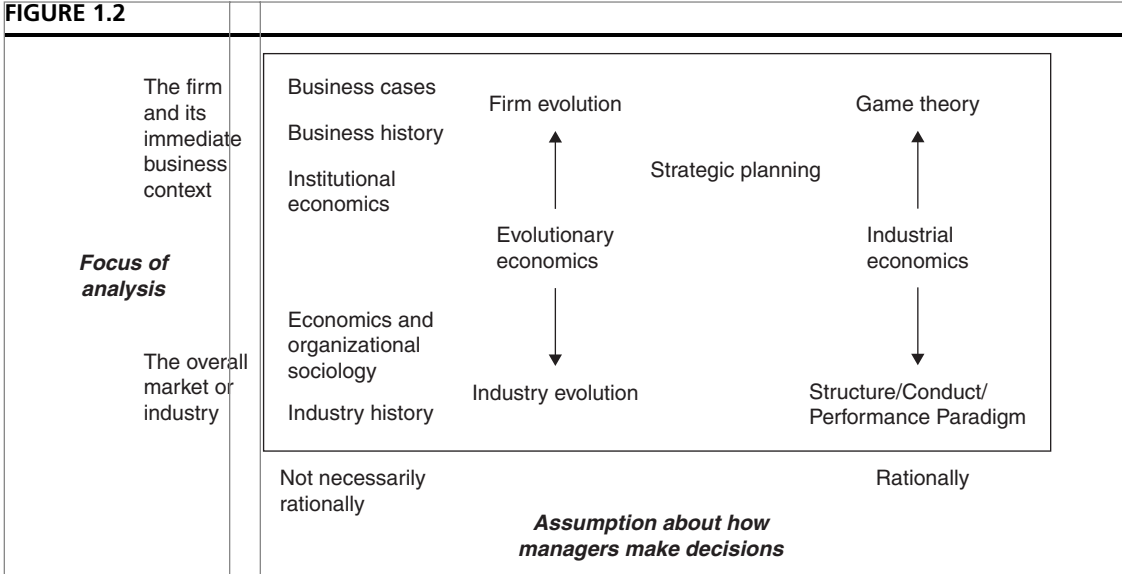 FIGURE 1.2
The firm
and its
immediate
business
context
Focus of
analysis
The overall
market or
industry
Business cases
Business history
Institutional
economics
Economics and
organizational
sociology
Industry history
Firm evolution
Evolutionary
economics
Industry evolution
Strategic planning
Game theory
Industrial
economics
Structure/Conduct/
Performance Paradigm
Not necessarily
rationally
Rationally
Assumption about how
managers make decisions